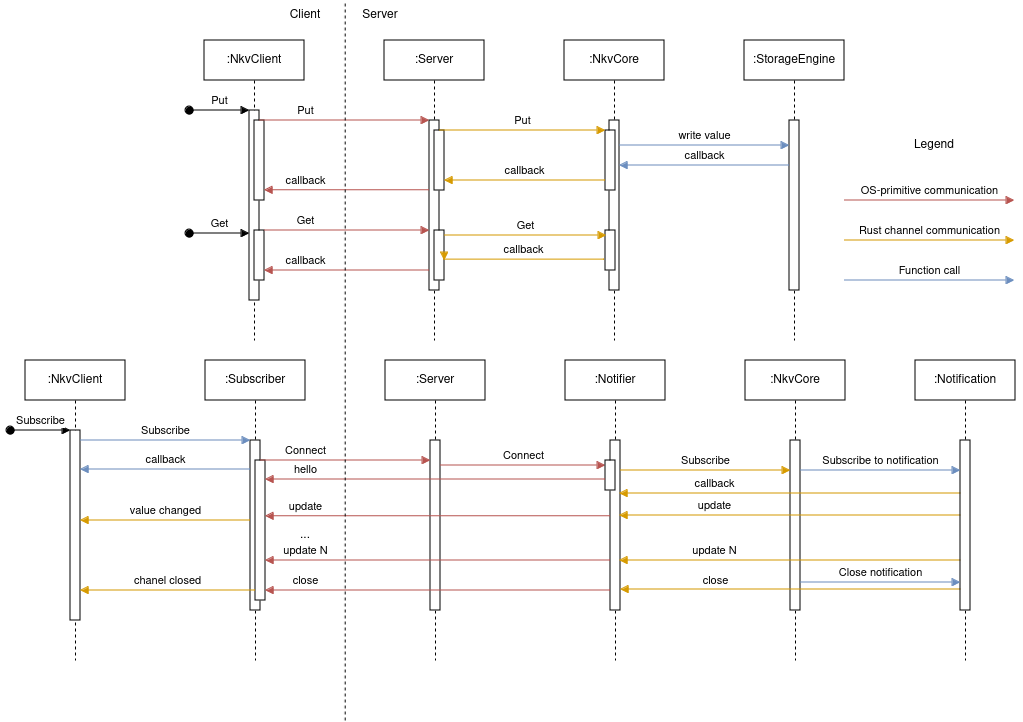 Client
Server
:NkvClient
:Server
:NkvCore
:StorageEngine
Put
Put
Put
write value
callback
callback
callback
Get
Get
Get
callback
callback
Legend
OS-primitive communication
Rust channel communication
Function call
:NkvClient
:Subscriber
:Server
:Notifier
:NkvCore
:Notification
Subscribe
Subscribe
callback
Connect
Connect
hello
Subscribe
Subscribe to notification
callback
value changed
update
update
...
update N
update N
chanel closed
close
close
Close notification